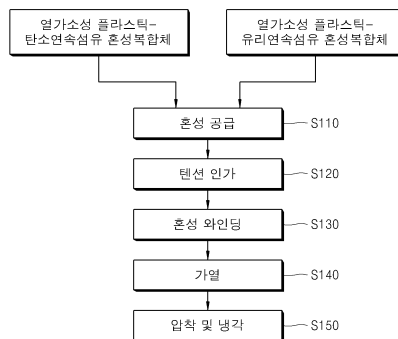 열가소성 플라스틱-
탄소연속섬유 혼성복합체
열가소성 플라스틱-
유리연속섬유 혼성복합체
혼성 공급
S110
텐션 인가
S120
혼성 와인딩
S130
가열
S140
압착 및 냉각
S150